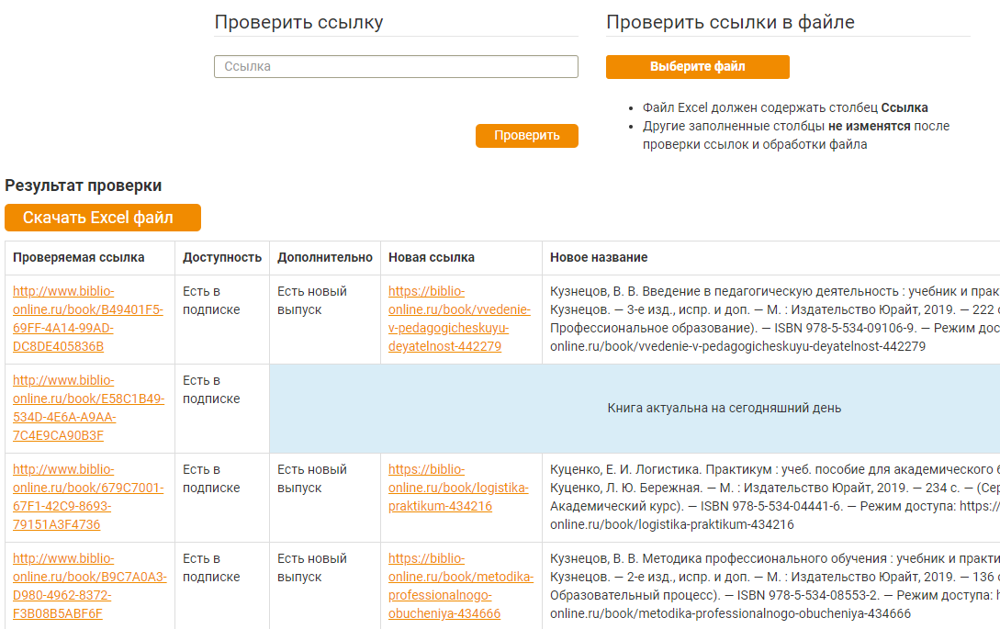 Проверить ссылку
Проверить ссылки в файле
Ссылка
Выберите файл
Файл Excel должен содержать столбец Ссылка
Другие заполненные столбцы не изменятся после
проверки ссылок и обработки файла
Проверить
Результат проверки
Скачать Excel файл
Проверяемая ссылка Доступность Дополнительно Новая ссылка Новое название
http://www.biblio-
online.ru/book/B49401F5-
69FF-4A14-99AD-
DC8DE405836B
Есть в
подписке
Есть новый
выпуск
https://biblio-
online.ru/book/vvedenie-
v-pedagogicheskuyu-
deyatelnost-442279
Кузнецов, В. В. Введение в педагогическую деятельность : учебник и прак
Кузнецов. — 3-е изд., испр. и доп. — М. : Издательство Юрайт, 2019. — 222
Профессиональное образование). — ISBN 978-5-534-09106-9. — Режим дос
online.ru/book/vvedenie-v-pedagogicheskuyu-deyatelnost-442279
http://www.biblio-
online.ru/book/E58C1B49-
534D-4E6A-A9AA-
7C4E9CA90B3F
Есть в
подписке
Книга актуальна на сегодняшний день
http://www.biblio-
online.ru/book/679C7001-
67F1-42C9-8693-
79151A3F4736
Есть в
подписке
Есть новый
выпуск
https://biblio-
online.ru/book/logistika-
praktikum-434216
Куценко, Е. И. Логистика. Практикум : учеб. пособие для академического
Куценко, Л. Ю. Бережная. — М. : Издательство Юрайт, 2019. — 234 с. — (Сер
Академический курс). — ISBN 978-5-534-04441-6. — Режим доступа: https://
online.ru/book/logistika-praktikum-434216
http://www.biblio-
online.ru/book/B9C7A0A3-
D980-4962-8372-
F3B08B5ABF6F
Есть в
подписке
Есть новый
выпуск
https://biblio-
online.ru/book/metodika-
professionalnogo-
obucheniya-434666
Кузнецов, В. В. Методика профессионального обучения : учебник и практи
Кузнецов. — 2-е изд., испр. и доп. — М. : Издательство Юрайт, 2019. — 136
Образовательный процесс). — ISBN 978-5-534-08553-2. — Режим доступа:
online.ru/book/metodika-professionalnogo-obucheniya-434666